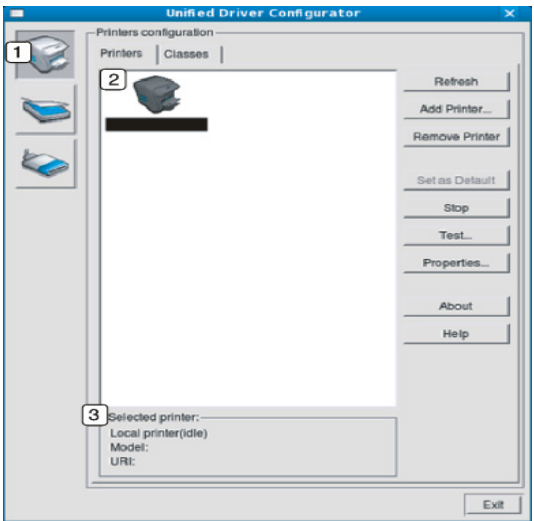 Unified Driver Configurator
1
Printers configuration
Printers Classes
2
Refresh
Add Printer...
Remove Printer
Set as Default
Stop
Test...
Properties...
About
Help
3
Selected printer:
Local printer(idle)
Model:
URI:
Exit